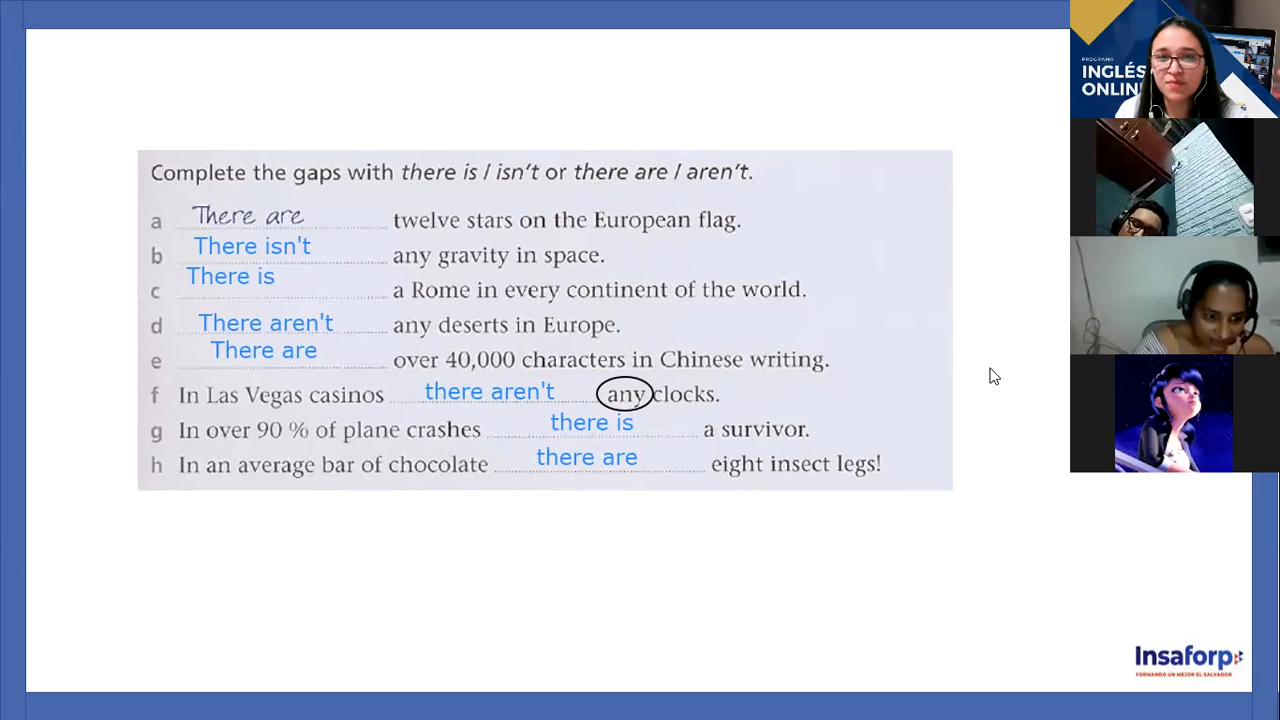 Complete the gaps with there is / isn't or there are / aren't.
a There are twelve stars on the European flag.
b There isn't any gravity in space.
c There is a Rome in every continent of the world.
d There aren't any deserts in Europe.
e There are over 40,000 characters in Chinese writing.
f In Las Vegas casinos there aren't any clocks.
g In over 90 % of plane crashes there is a survivor.
h In an average bar of chocolate there are eight insect legs!
PROGRAMA
INGLÉS
ONLIN
Insaforp
FORMANDO UN MEJOR EL SALVADOR